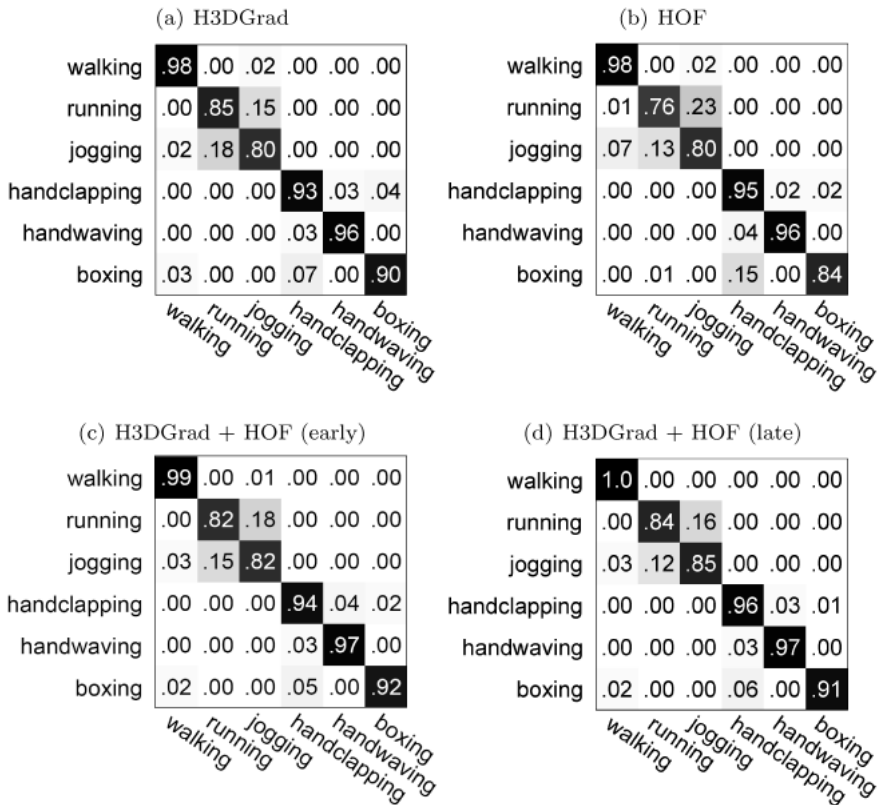 (a) H3DGrad
walking .98 .00 .02 .00 .00 .00
running .00 .85 .15 .00 .00 .00
jogging .02 .18 .80 .00 .00 .00
handclapping .00 .00 .00 .93 .03 .04
handwaving .00 .00 .00 .03 .96 .00
boxing .03 .00 .00 .07 .00 .90
walking running jogging handclapping handwaving boxing
(b) HOF
walking .98 .00 .02 .00 .00 .00
running .01 .76 .23 .00 .00 .00
jogging .07 .13 .80 .00 .00 .00
handclapping .00 .00 .00 .95 .02 .02
handwaving .00 .00 .00 .04 .96 .00
boxing .00 .01 .00 .15 .00 .84
walking running jogging handclapping handwaving boxing
(c) H3DGrad + HOF (early)
walking .99 .00 .01 .00 .00 .00
running .00 .82 .18 .00 .00 .00
jogging .03 .15 .82 .00 .00 .00
handclapping .00 .00 .00 .94 .04 .02
handwaving .00 .00 .00 .03 .97 .00
boxing .02 .00 .00 .05 .00 .92
walking running jogging handclapping handwaving boxing
(d) H3DGrad + HOF (late)
walking 1.0 .00 .00 .00 .00 .00
running .00 .84 .16 .00 .00 .00
jogging .03 .12 .85 .00 .00 .00
handclapping .00 .00 .00 .96 .03 .01
handwaving .00 .00 .00 .03 .97 .00
boxing .02 .00 .00 .06 .00 .91
walking running jogging handclapping handwaving boxing